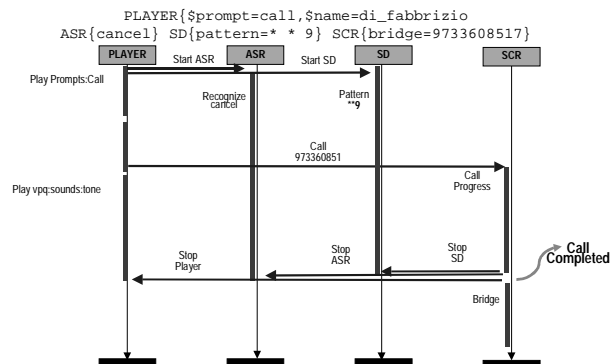 PLAYER{$prompt=call,$name=di_fabbrizio
ASR{cancel} SD{pattern=* * 9} SCR{bridge=9733608517}
PLAYER
ASR
SD
SCR
Start ASR
Start SD
Play Prompts:Call
Recognize
cancel
Pattern
**9
Call
973360851
Call
Progress
Play vpq:sounds:tone
Stop
Player
Stop
ASR
Stop
SD
Call
Completed
Bridge